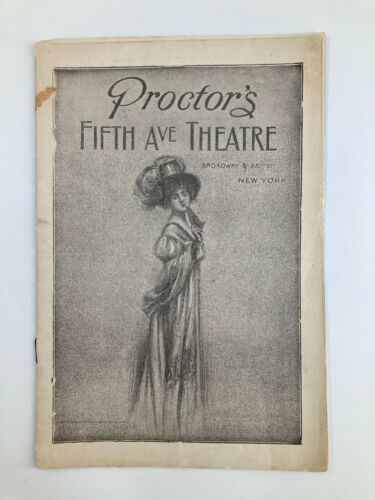 Proctor's
FIFTH AVE THEATRE
BROADWAY & 28TH ST.
NEW YORK